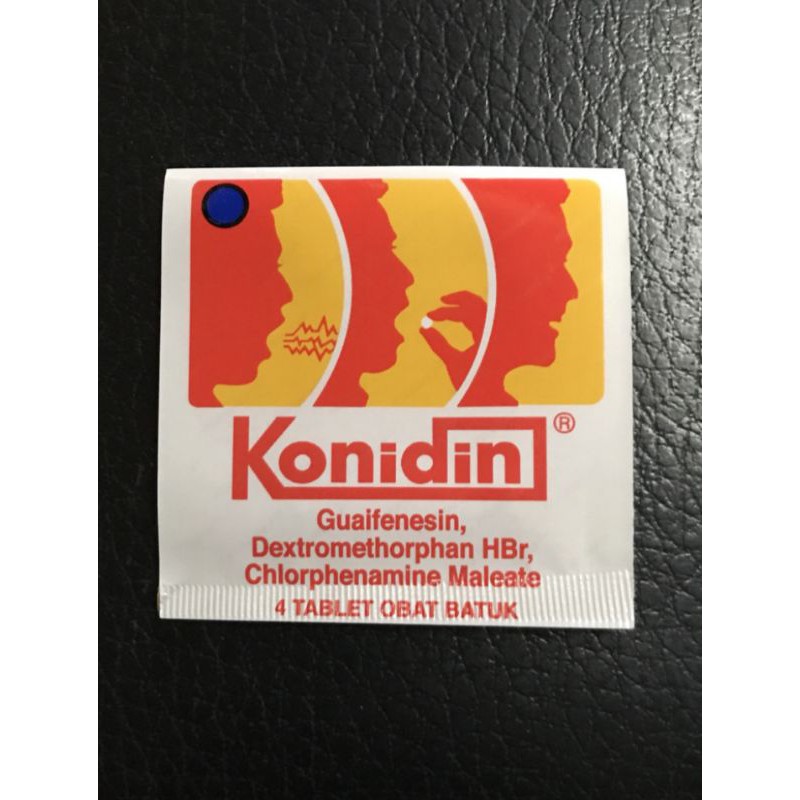 Konidin®
Guaifenesin,
Dextromethorphan HBr,
Chlorphenamine Maleate
4 TABLET OBAT BATUK